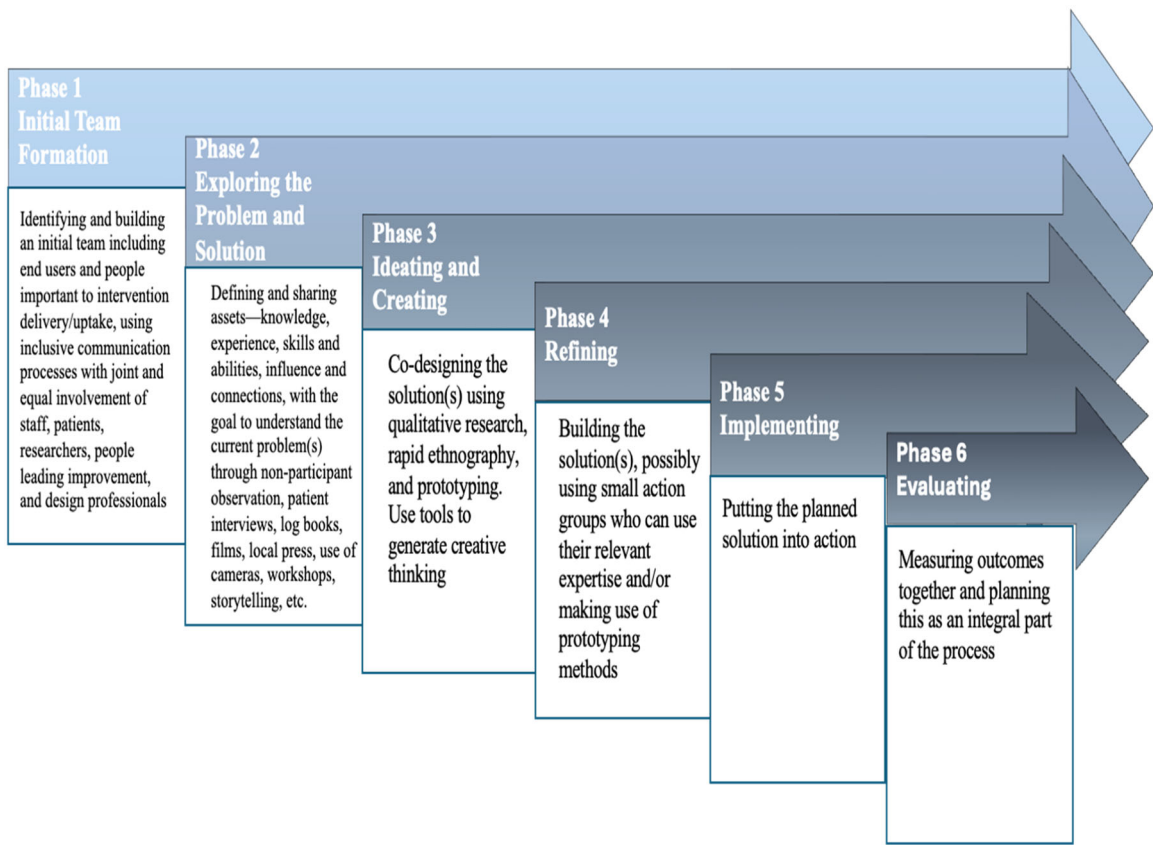 Phase 1
Initial Team
Formation
Identifying and building
an initial team including
end users and people
important to intervention
delivery/uptake, using
inclusive communication
processes with joint and
equal involvement of
staff, patients,
researchers, people
leading improvement,
and design professionals
Phase 2
Exploring the
Problem and
Solution
Defining and sharing
assets—knowledge,
experience, skills and
abilities, influence and
connections, with the
goal to understand the
current problem(s)
through non-participant
observation, patient
interviews, log books,
films, local press, use of
cameras, workshops,
storytelling, etc.
Phase 3
Ideating and
Creating
Co-designing the
solution(s) using
qualitative research,
rapid ethnography,
and prototyping.
Use tools to
generate creative
thinking
Phase 4
Refining
Building the
solution(s), possibly
using small action
groups who can use
their relevant
expertise and/or
making use of
prototyping
methods
Phase 5
Implementing
Putting the planned
solution into action
Phase 6
Evaluating
Measuring outcomes
together and planning
this as an integral part
of the process